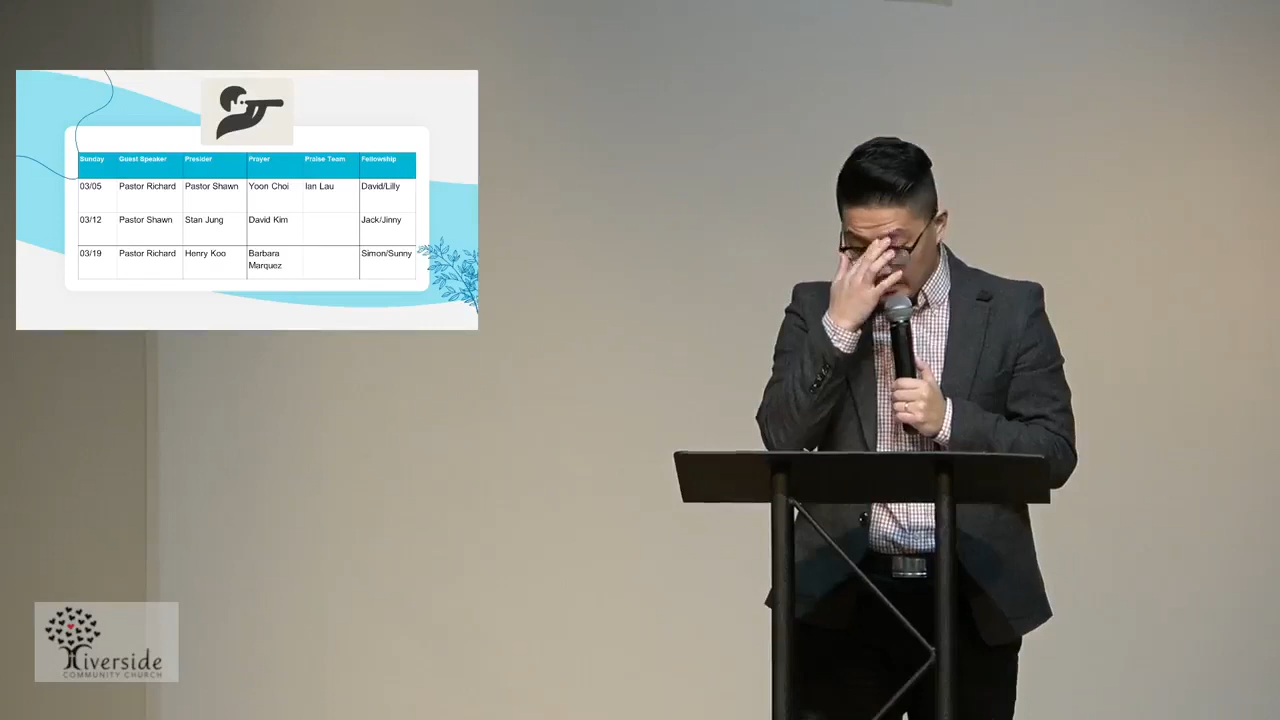 Sunday Guest Speaker Presider Prayer Praise Team Fellowship
03/05 Pastor Richard Pastor Shawn Yoon Choi Ian Lau David/Lilly
03/12 Pastor Shawn Stan Jung David Kim Jack/Jinny
03/19 Pastor Richard Henry Koo Barbara Simon/Sunny
Marquez
Riverside
COMMUNITY CHURCH